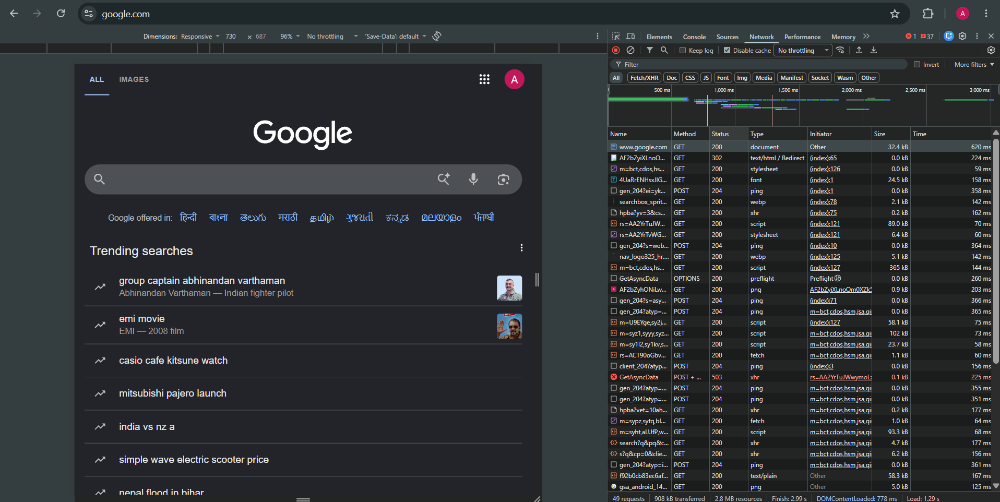 google.com
A
Dimensions: Responsive 730 × 687 96% No throttling 'Save-Data': default
Elements Console Sources Network Performance Memory 1 37
Keep log Disable cache No throttling
Filter Invert More filters
All Fetch/XHR Doc CSS JS Font Img Media Manifest Socket Wasm Other
500 ms 1,000 ms 1,500 ms 2,000 ms 2,500 ms 3,000 ms
ALL IMAGES A
Google
Google offered in: हिन्दी বাংলা తెలుగు मराठी தமிழ் ગુજરાતી ಕನ್ನಡ മലയാളം ਪੰਜਾਬੀ
Trending searches
group captain abhinandan varthaman
Abhinandan Varthaman — Indian fighter pilot
emi movie
EMI — 2008 film
casio cafe kitsune watch
mitsubishi pajero launch
india vs nz a
simple wave electric scooter price
nepal flood in bihar
Name Method Status Type Initiator Size Time
www.google.com GET 200 document Other 32.4 kB 620 ms
AF2bZyiXLnoO... GET 302 text/html / Redirect (index):65 0.0 kB 224 ms
m=bct,cdos,hs... GET 200 stylesheet (index):126 0.0 kB 59 ms
4UaRrENHsxJlG... GET 200 font (index):1 24.5 kB 158 ms
gen_204?ei=yk... POST 204 ping (index):1 0.0 kB 358 ms
searchbox_sprit... GET 200 webp (index):78 2.1 kB 142 ms
hpba?yv=3&cs... GET 200 xhr (index):75 0.2 kB 162 ms
rs=AA2YrTuJW... GET 200 script (index):121 89.0 kB 70 ms
rs=AA2YrTvWG... GET 200 stylesheet (index):121 6.4 kB 60 ms
gen_204?s=web... POST 204 ping (index):10 0.0 kB 364 ms
nav_logo325_hr.... GET 200 webp (index):125 5.1 kB 142 ms
m=bct,cdos,hs... GET 200 script (index):127 365 kB 144 ms
GetAsyncData OPTIONS 200 preflight Preflight 0.0 kB 260 ms
AF2bZyhONiLw... GET 200 png AF2bZyiXLnoOm0XZk5 0.9 kB 203 ms
gen_204?s=asy... POST 204 ping (index):71 0.0 kB 366 ms
gen_204?atyp=... POST 204 ping m=bct,cdos,hsm,jsa,qi 0.0 kB 365 ms
m=U9EYge,sy2j... GET 200 script (index):127 58.1 kB 75 ms
m=syz1,syyy,syz... GET 200 script m=bct,cdos,hsm,jsa,qi 102 kB 73 ms
m=sy1l2,sy1kv,s... GET 200 script m=bct,cdos,hsm,jsa,qi 23.7 kB 58 ms
rs=ACT90oGbv... GET 200 fetch m=bct,cdos,hsm,jsa,qi 1.1 kB 60 ms
client_204?atyp... POST 204 ping (index):3 0.0 kB 156 ms
GetAsyncData POST + ... 503 xhr rs=AA2YrTuJWwymoLz 0.1 kB 225 ms
gen_204?atyp=... POST 204 ping m=bct,cdos,hsm,jsa,qi 0.0 kB 355 ms
gen_204?atyp=... POST 204 ping m=bct,cdos,hsm,jsa,qi 0.0 kB 351 ms
hpba?vet=10ah... GET 200 xhr m=bct,cdos,hsm,jsa,qi 0.2 kB 177 ms
m=sypz,sytq,bl... GET 200 fetch m=bct,cdos,hsm,jsa,qi 1.0 kB 64 ms
m=syht,aLUfP,w... GET 200 script m=bct,cdos,hsm,jsa,qi 93.3 kB 68 ms
search?q&pq&c... GET 200 xhr m=bct,cdos,hsm,jsa,qi 4.7 kB 177 ms
s?q&cp=0&clie... GET 200 xhr m=bct,cdos,hsm,jsa,qi 6.2 kB 156 ms
gen_204?atyp=i... POST 204 ping m=bct,cdos,hsm,jsa,qi 0.0 kB 361 ms
f92b0cb83ec6af... GET 200 text/plain Other 58.3 kB 167 ms
gsa_android_14... GET 200 png Other 5.0 kB 125 ms
49 requests 908 kB transferred 2.8 MB resources Finish: 2.99 s DOMContentLoaded: 778 ms Load: 1.29 s